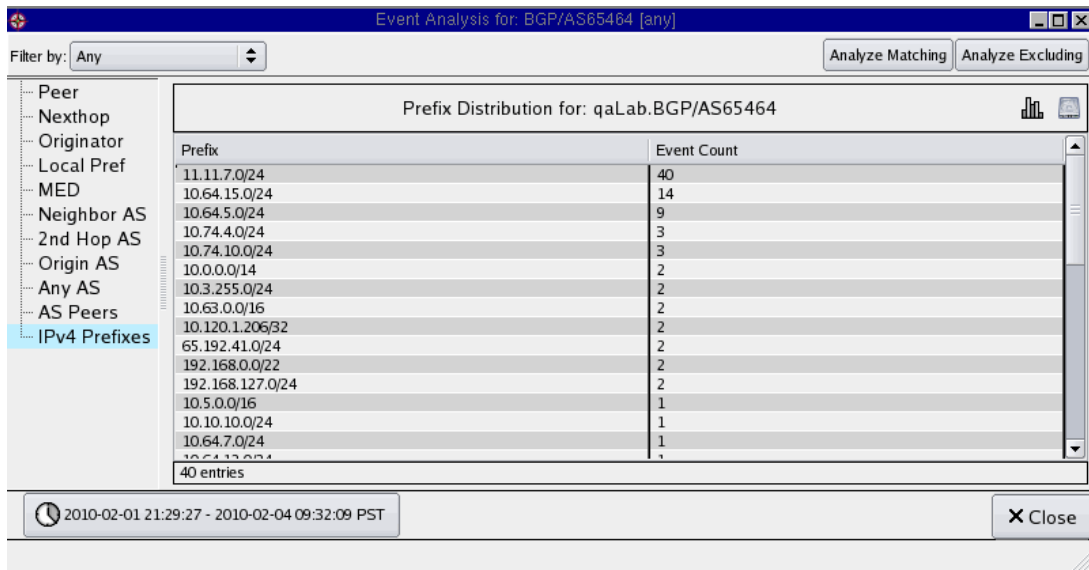 Event Analysis for: BGP/AS65464 [any]
Filter by: Any
Analyze Matching
Analyze Excluding
Peer
Nexthop
Originator
Local Pref
MED
Neighbor AS
2nd Hop AS
Origin AS
Any AS
AS Peers
IPv4 Prefixes
Prefix Distribution for: qaLab.BGP/AS65464
Prefix Event Count
11.11.7.0/24 40
10.64.15.0/24 14
10.64.5.0/24 9
10.74.4.0/24 3
10.74.10.0/24 3
10.0.0.0/14 2
10.3.255.0/24 2
10.63.0.0/16 2
10.120.1.206/32 2
65.192.41.0/24 2
192.168.0.0/22 2
192.168.127.0/24 2
10.5.0.0/16 1
10.10.10.0/24 1
10.64.7.0/24 1
40 entries
2010-02-01 21:29:27 - 2010-02-04 09:32:09 PST
Close